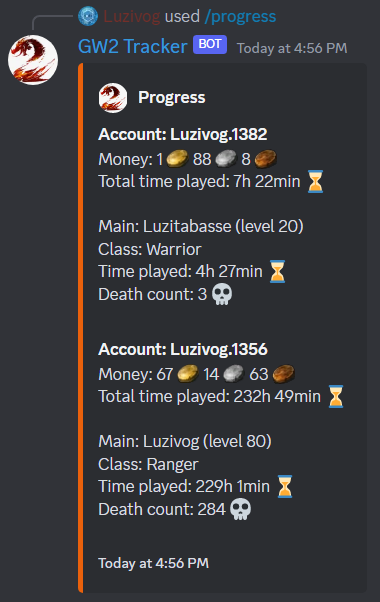 Luzivog used /progress
GW2 Tracker BOT Today at 4:56 PM
Progress
Account: Luzivog.1382
Money: 1 88 8
Total time played: 7h 22min
Main: Luzitabasse (level 20)
Class: Warrior
Time played: 4h 27min
Death count: 3
Account: Luzivog.1356
Money: 67 14 63
Total time played: 232h 49min
Main: Luzivog (level 80)
Class: Ranger
Time played: 229h 1min
Death count: 284
Today at 4:56 PM